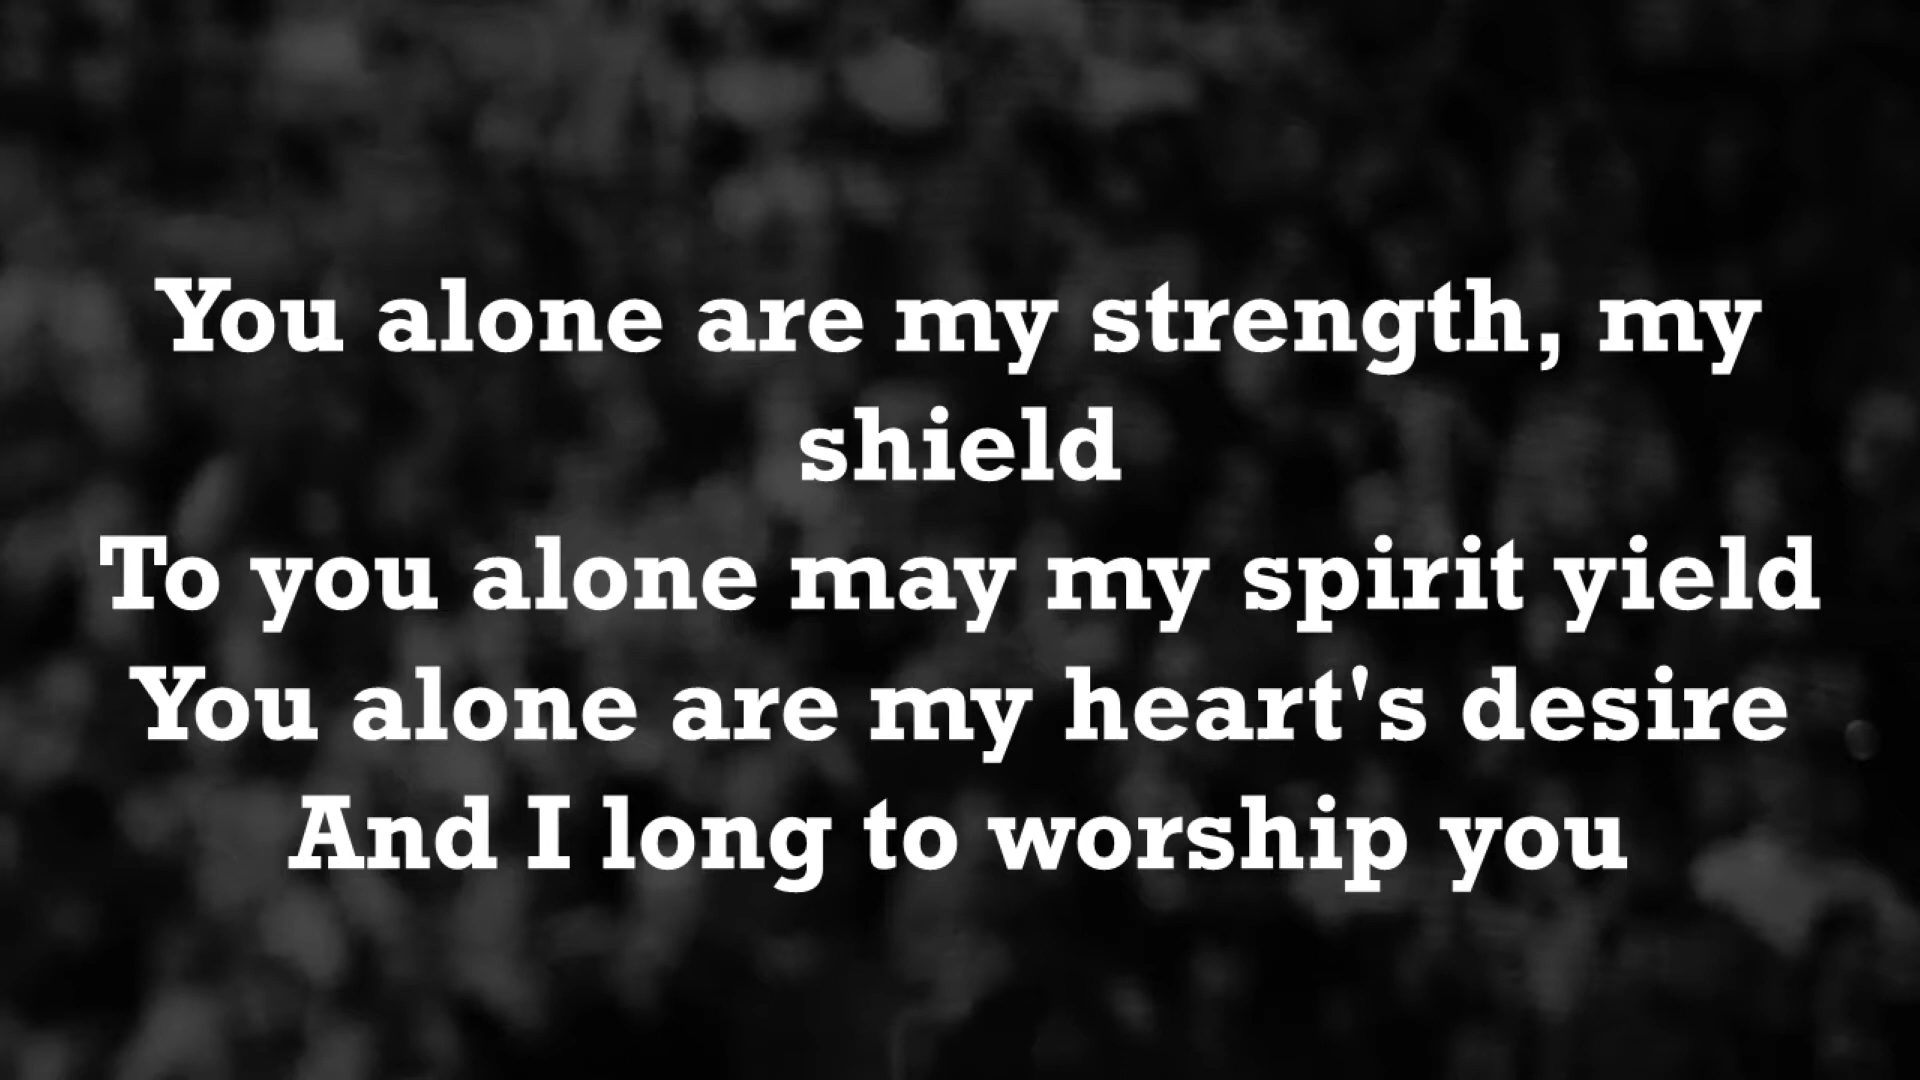 You alone are my strength, my
shield
To you alone may my spirit yield
You alone are my heart's desire
And I long to worship you